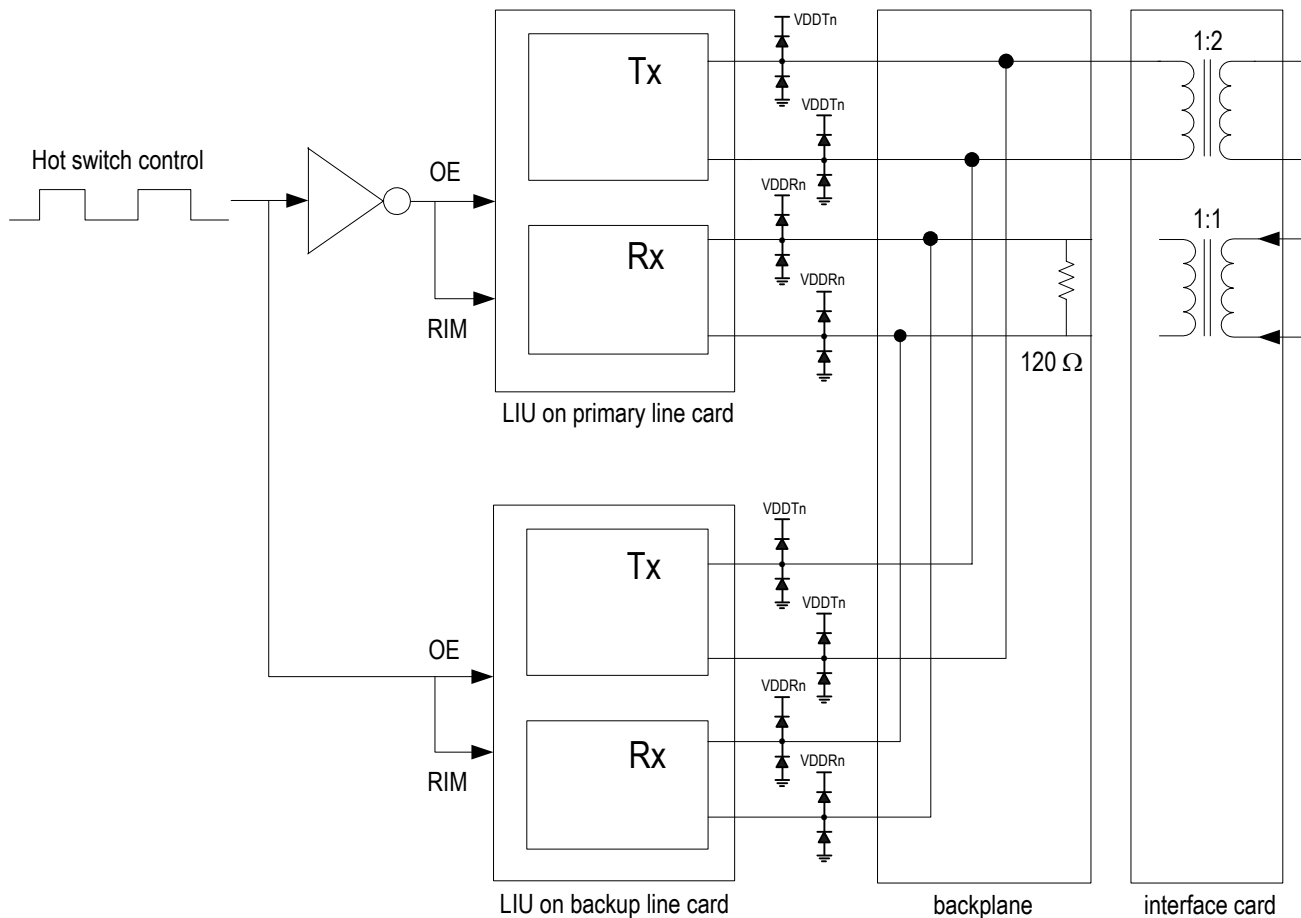 VDDTn
1:2
Tx
VDDTn
Hot switch control
OE
VDDRn
1:1
Rx
VDDRn
RIM
120 Ω
LIU on primary line card
VDDTn
Tx
VDDTn
OE
VDDRn
Rx
VDDRn
RIM
LIU on backup line card
backplane
interface card